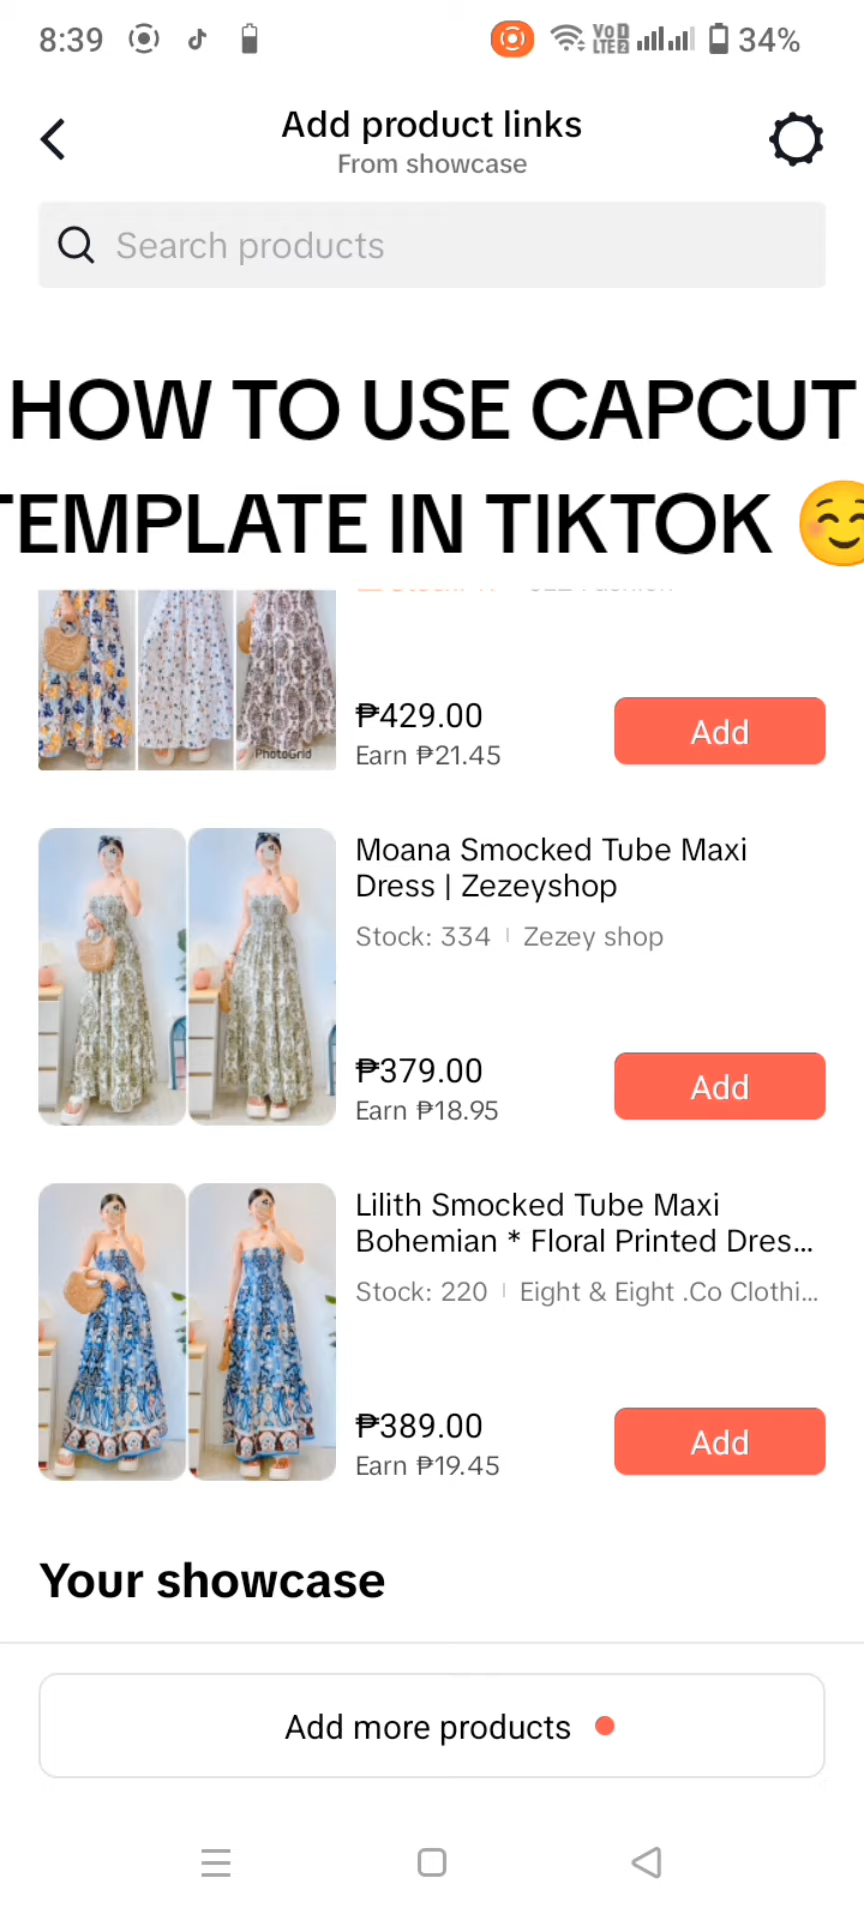 8:39
VoD
LTE2
34%
Add product links
From showcase
Search products
HOW TO USE CAPCUT
TEMPLATE IN TIKTOK ☺️
₱429.00
Earn ₱21.45
Add
PhotoGrid
Moana Smocked Tube Maxi
Dress | Zezeyshop
Stock: 334 | Zezey shop
₱379.00
Earn ₱18.95
Add
Lilith Smocked Tube Maxi
Bohemian * Floral Printed Dres...
Stock: 220 | Eight & Eight .Co Clothi...
₱389.00
Earn ₱19.45
Add
Your showcase
Add more products